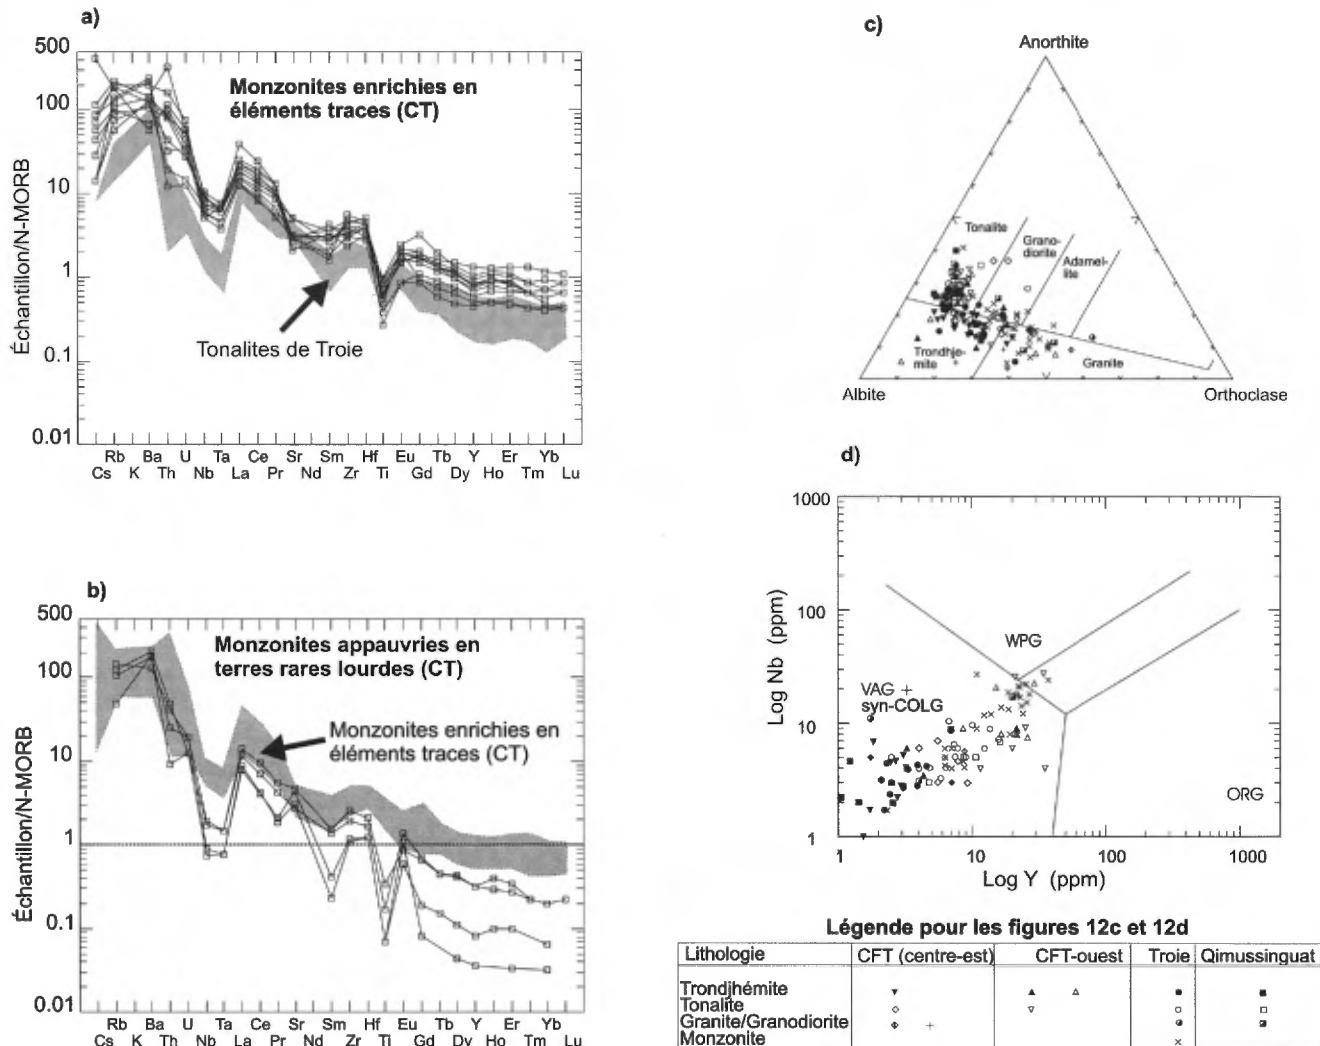 a)
500
100
10
1
0.1
0.01
Échantillon/N-MORB
Monzonites enrichies en
éléments traces (CT)
Tonalites de Troie
Rb Ba U Ta Ce Sr Sm Hf Eu Tb Y Er Yb
Cs K Th Nb La Pr Nd Zr Ti Gd Dy Ho Tm Lu
b)
500
100
10
1
0.1
0.01
Échantillon/N-MORB
Monzonites appauvries en
terres rares lourdes (CT)
Monzonites enrichies en
éléments traces (CT)
Rb Ba U Ta Ce Sr Sm Hf Eu Tb Y Er Yb
Cs K Th Nb La Pr Nd Zr Ti Gd Dy Ho Tm Lu
c)
Anorthite
Tonalite
Grano-
diorite
Adamel-
lite
Trondhje-
mite
Granite
Albite
Orthoclase
d)
1000
100
10
1
Log Nb (ppm)
WPG
VAG
syn-COLG
ORG
1 10 100 1000
Log Y (ppm)
Légende pour les figures 12c et 12d
Lithologie CFT (centre-est) CFT-ouest Troie Qimussinguat
Trondjhémite
Tonalite
Granite/Granodiorite
Monzonite